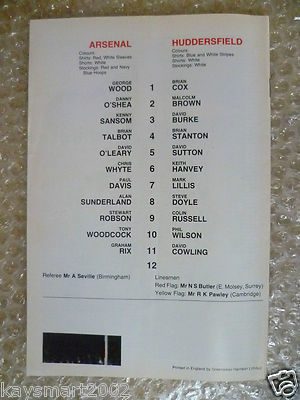 ARSENAL HUDDERSFIELD
Colours: Colours:
Shirts: Red, White Sleeves Shirts: Blue and White Stripes
Shorts: White Shorts: White
Stockings: Red and Navy Stockings: White
Blue Hoops
GEORGE BRIAN
WOOD 1 COX
DANNY MALCOLM
O'SHEA 2 BROWN
KENNY DAVID
SANSOM 3 BURKE
BRIAN BRIAN
TALBOT 4 STANTON
DAVID DAVID
O'LEARY 5 SUTTON
CHRIS KEITH
WHYTE 6 HANVEY
PAUL MARK
DAVIS 7 LILLIS
ALAN STEVE
SUNDERLAND 8 DOYLE
STEWART COLIN
ROBSON 9 RUSSELL
TONY PHIL
WOODCOCK 10 WILSON
GRAHAM DAVID
RIX 11 COWLING
12
Referee Mr A Seville (Birmingham) Linesmen
Red Flag: Mr N S Butler (E. Molsey, Surrey)
Yellow Flag: Mr R K Pawley (Cambridge)
Printed in England by
kaysmart2002